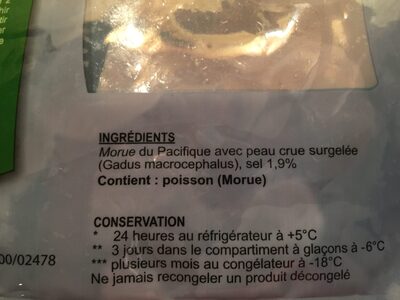 INGRÉDIENTS
Morue du Pacifique avec peau crue surgelée
(Gadus macrocephalus), sel 1,9%
Contient : poisson (Morue)
CONSERVATION
* 24 heures au réfrigérateur à +5°C
** 3 jours dans le compartiment à glaçons à -6°C
*** plusieurs mois au congélateur à -18°C
00/02478
Ne jamais recongeler un produit décongelé